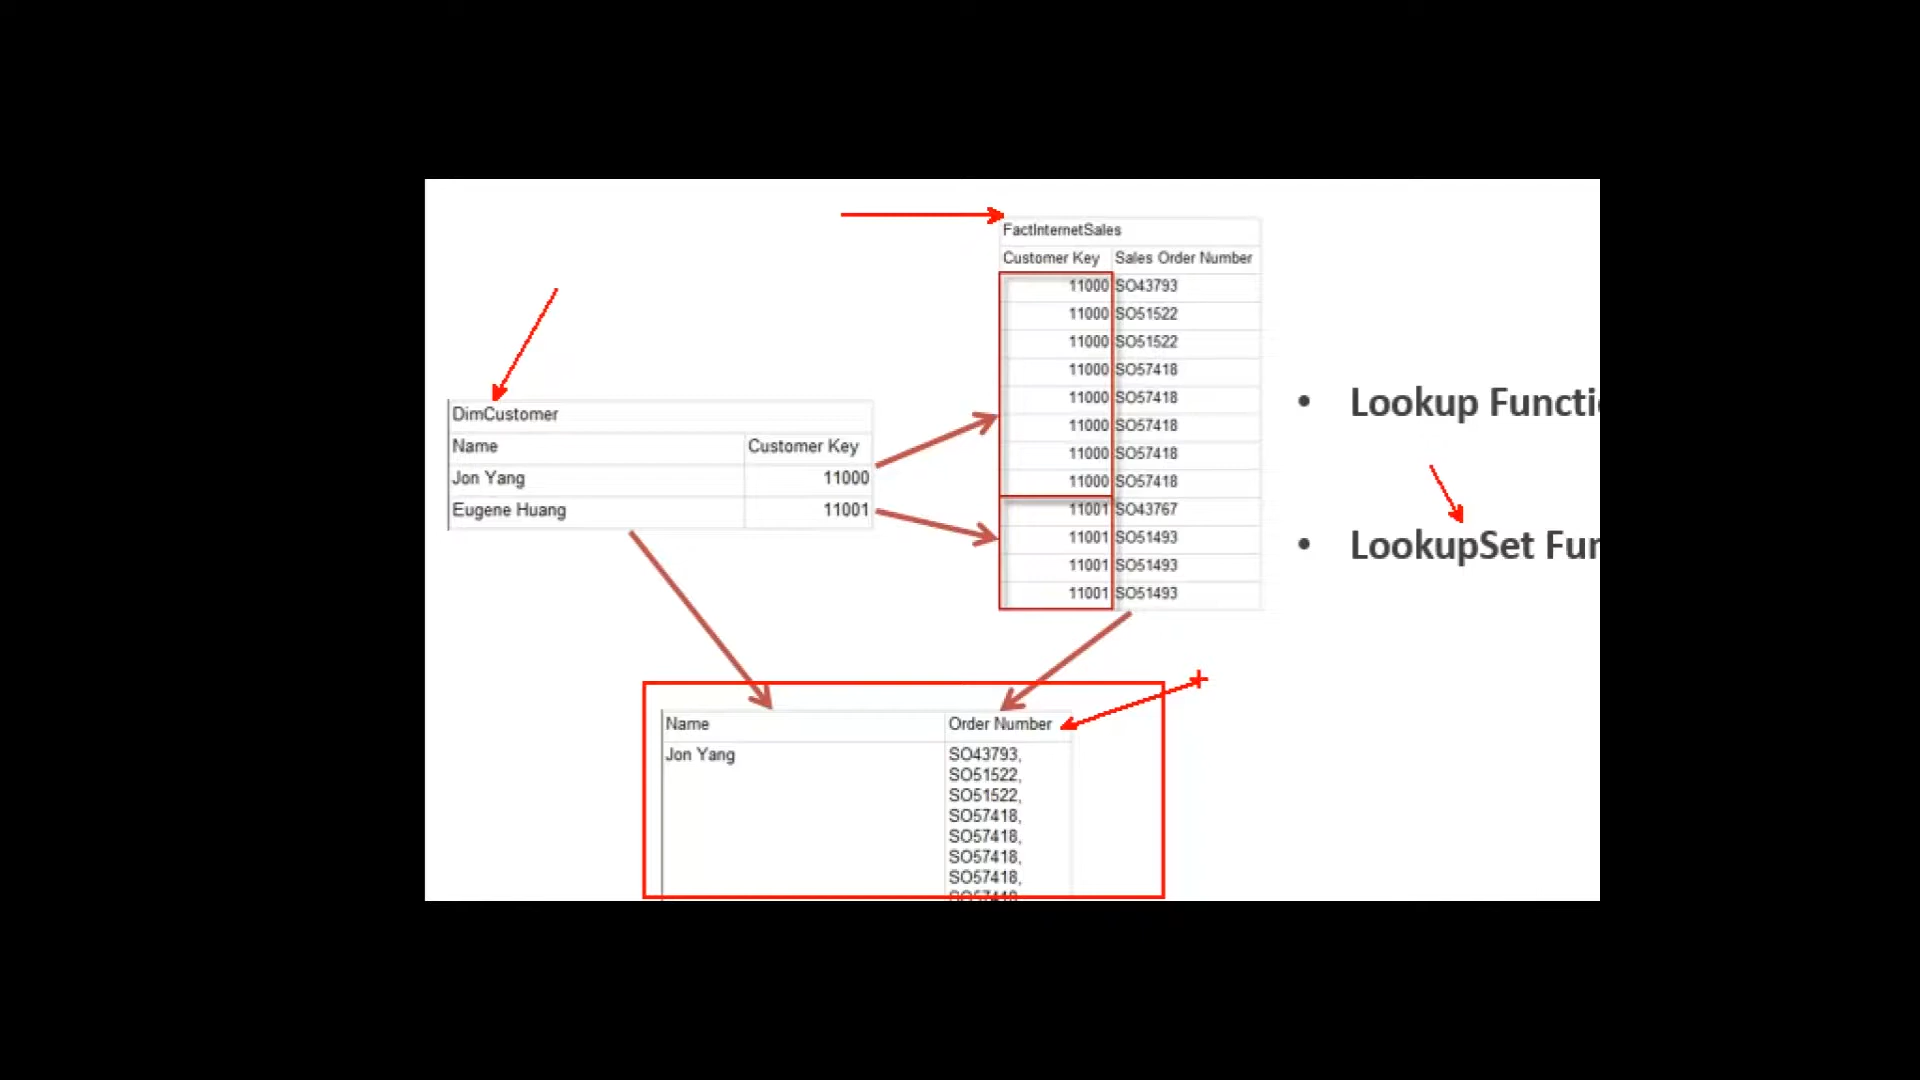 FactInternetSales
Customer Key Sales Order Number
11000 SO43793
11000 SO51522
11000 SO51522
11000 SO57418
11000 SO57418
11000 SO57418
11000 SO57418
11000 SO57418
11001 SO43767
11001 SO51493
11001 SO51493
11001 SO51493
DimCustomer
Name Customer Key
Jon Yang 11000
Eugene Huang 11001
• Lookup Functi
• LookupSet Fun
Name Order Number
Jon Yang SO43793,
SO51522,
SO51522,
SO57418,
SO57418,
SO57418,
SO57418,